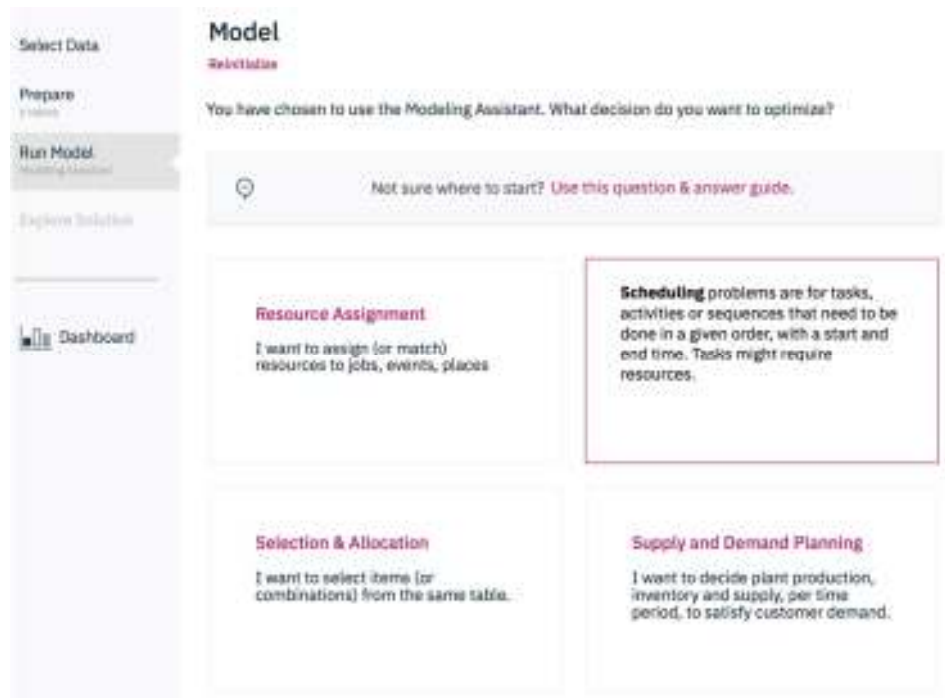 Select Data
Prepare
Run Model
Explore Solution
Dashboard
Model
Reinitialize
You have chosen to use the Modeling Assistant. What decision do you want to optimize?
Not sure where to start? Use this question & answer guide.
Resource Assignment
I want to assign (or match)
resources to jobs, events, places
Scheduling problems are for tasks,
activities or sequences that need to be
done in a given order, with a start and
end time. Tasks might require
resources.
Selection & Allocation
I want to select items (or
combinations) from the same table.
Supply and Demand Planning
I want to decide plant production,
inventory and supply, per time
period, to satisfy customer demand.